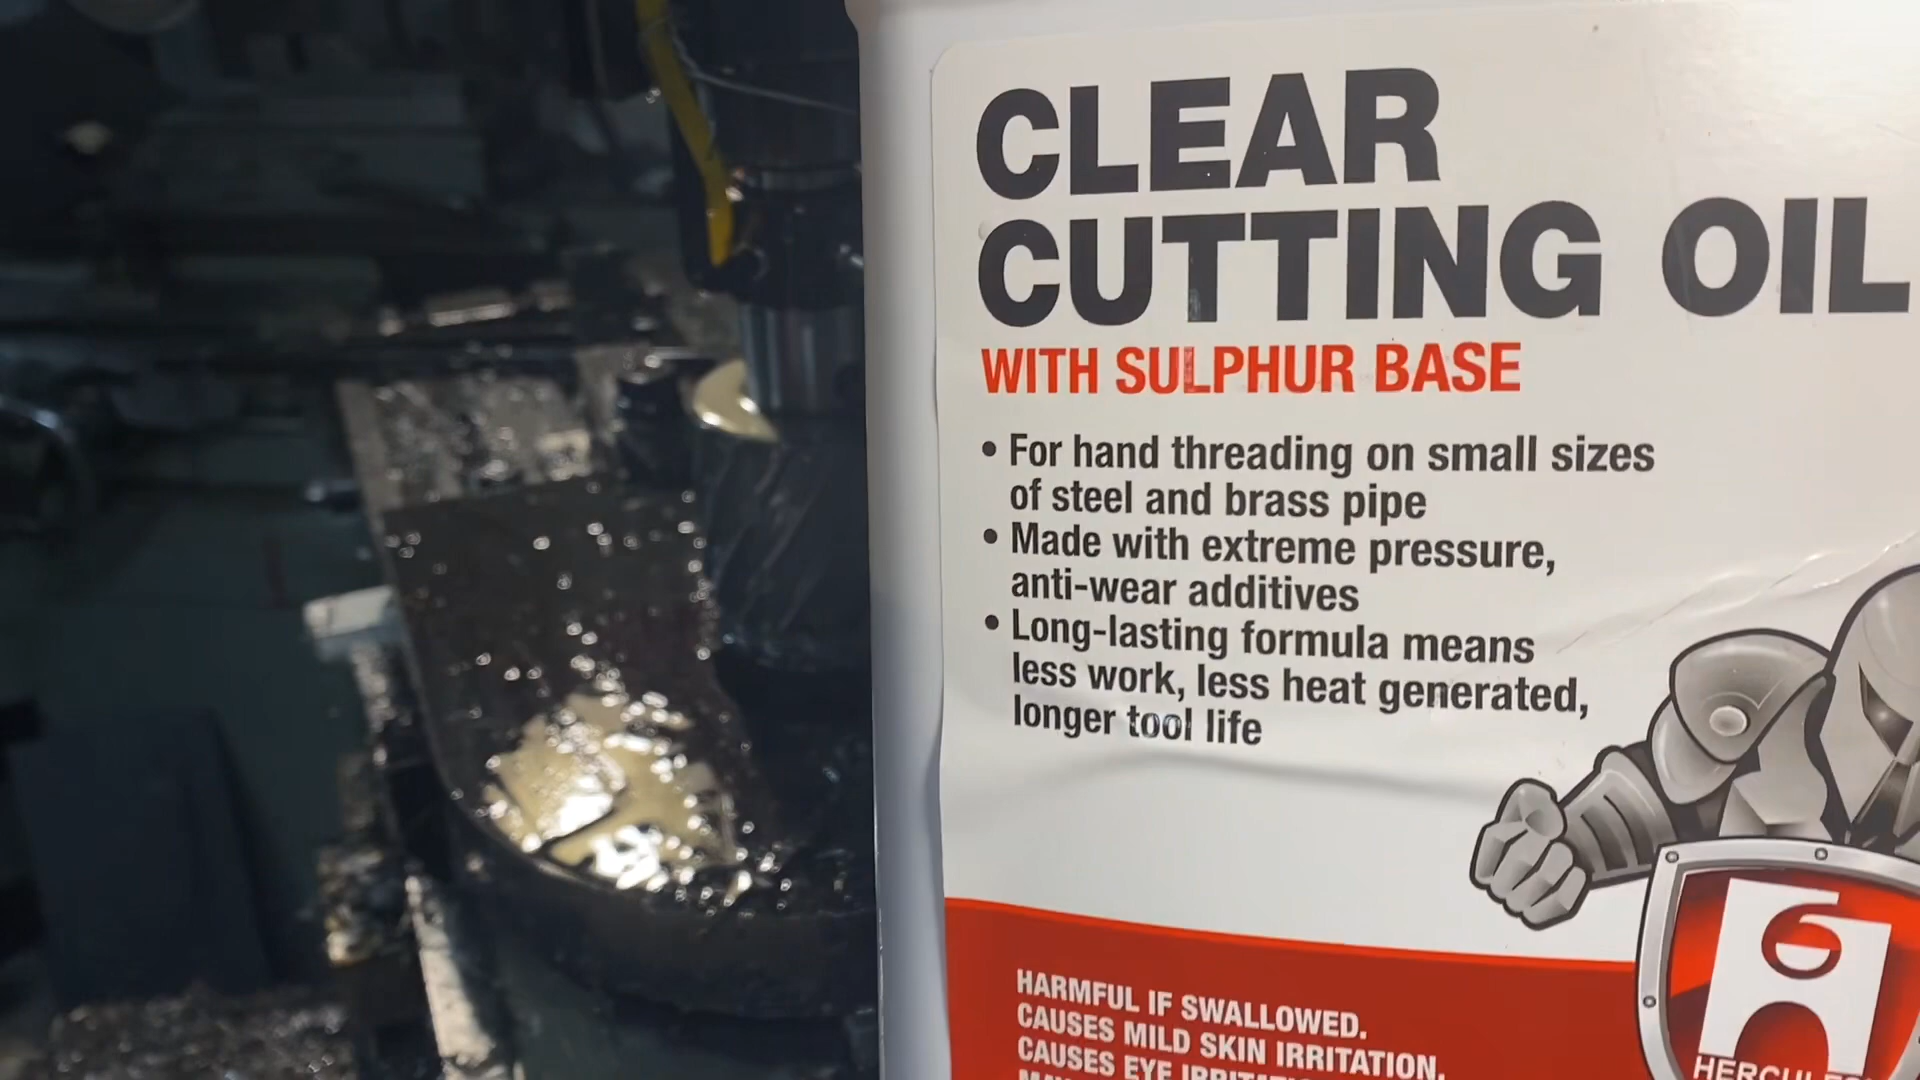 CLEAR
CUTTING OIL
WITH SULPHUR BASE
• For hand threading on small sizes
of steel and brass pipe
• Made with extreme pressure,
anti-wear additives
• Long-lasting formula means
less work, less heat generated,
longer tool life
HARMFUL IF SWALLOWED.
CAUSES MILD SKIN IRRITATION.
CAUSES EYE
H